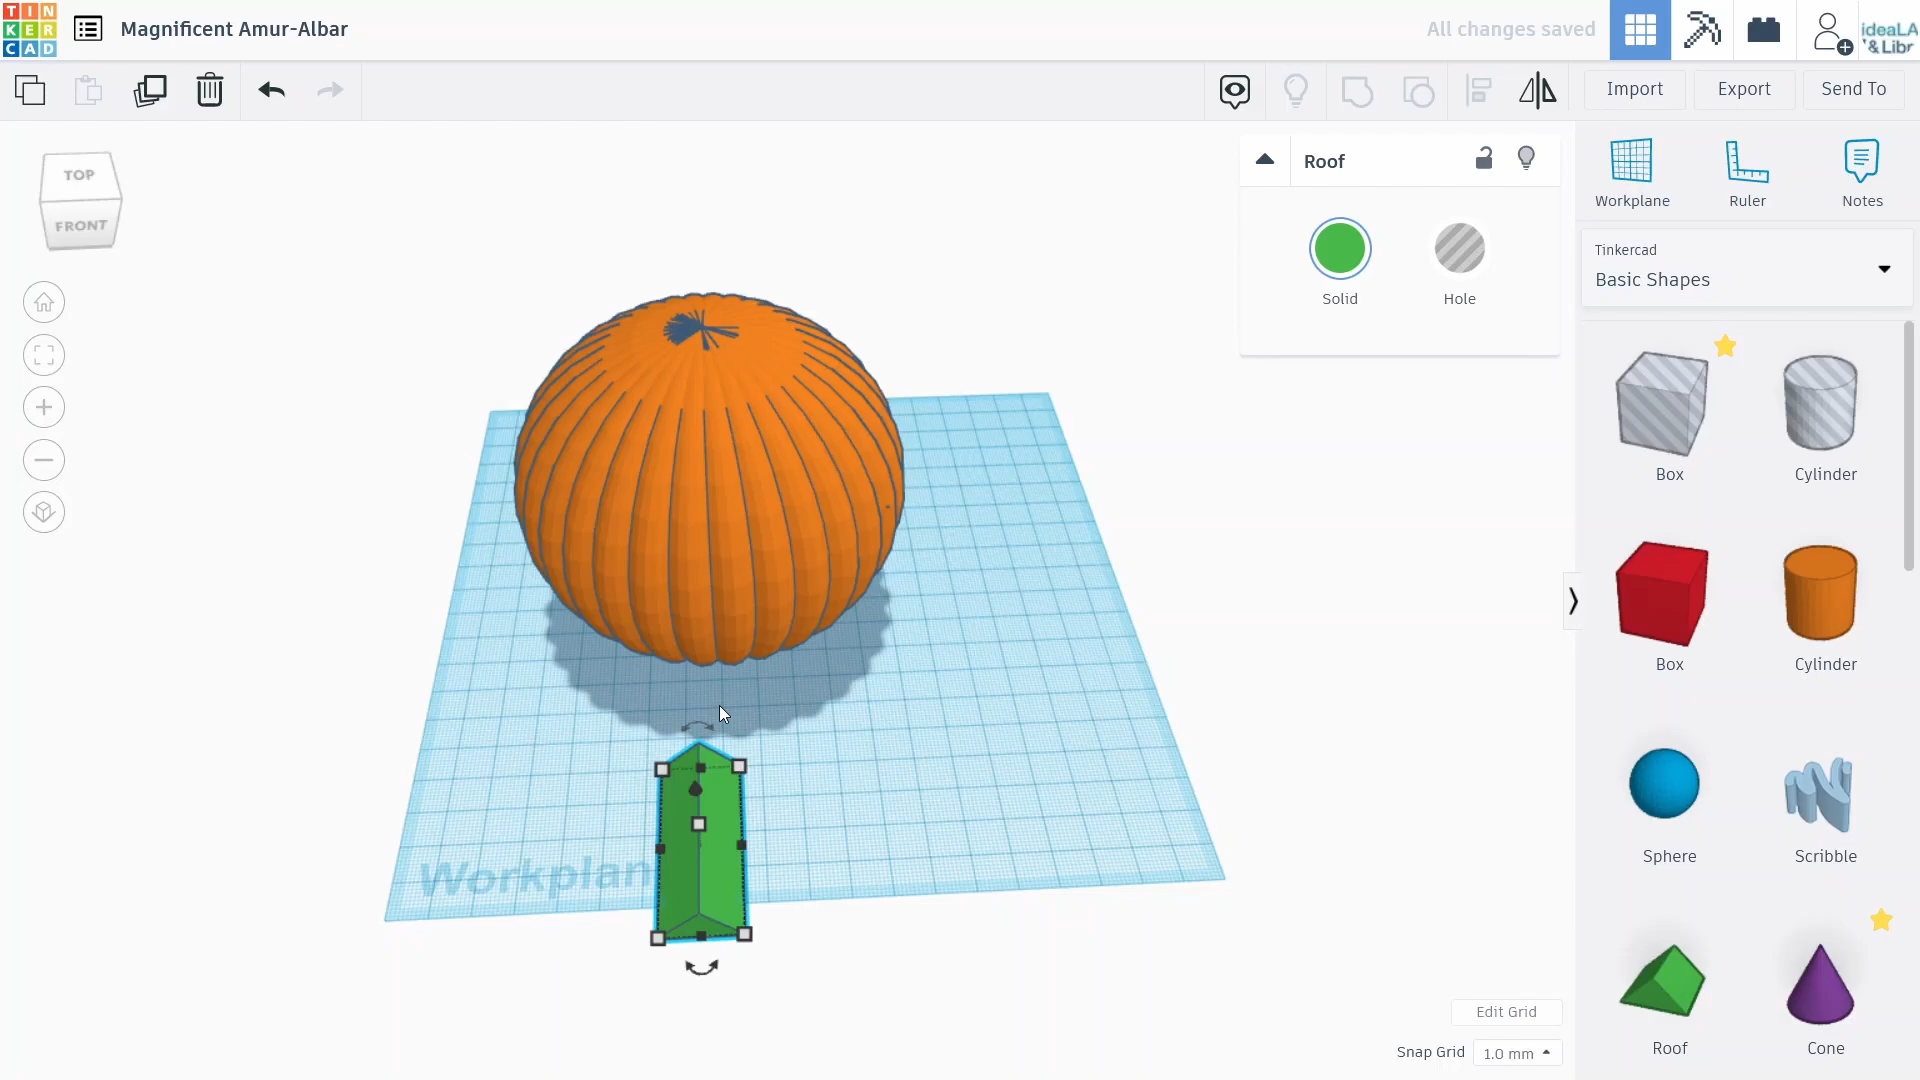 TIN
KER
CAD
Magnificent Amur-Albar
All changes saved
ideaLA
& Libr
Import
Export
Send To
TOP
FRONT
Roof
Solid
Hole
Workplane
Ruler
Notes
Tinkercad
Basic Shapes
Box
Cylinder
Box
Cylinder
Sphere
Scribble
Roof
Cone
Workplan
Edit Grid
Snap Grid
1.0 mm